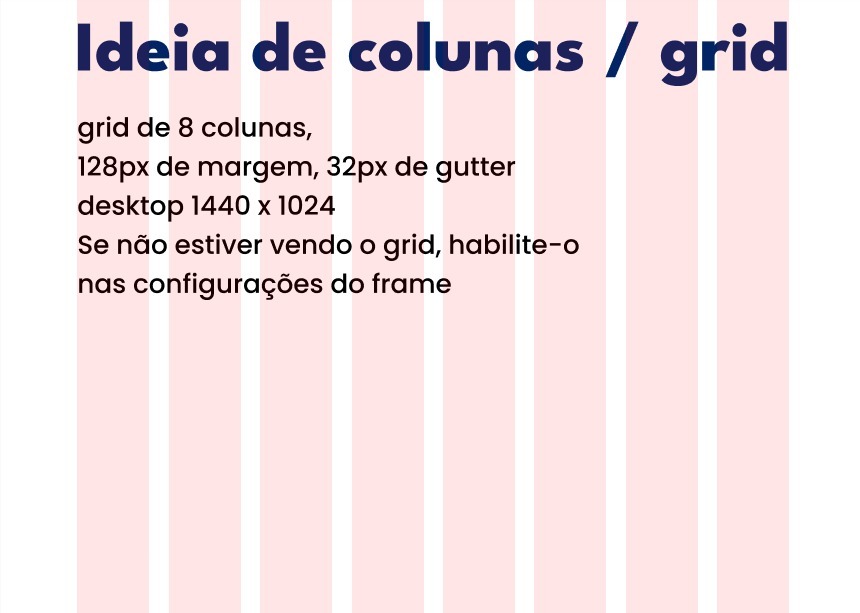 Ideia de colunas / grid
grid de 8 colunas,
128px de margem, 32px de gutter
desktop 1440 x 1024
Se não estiver vendo o grid, habilite-o
nas configurações do frame